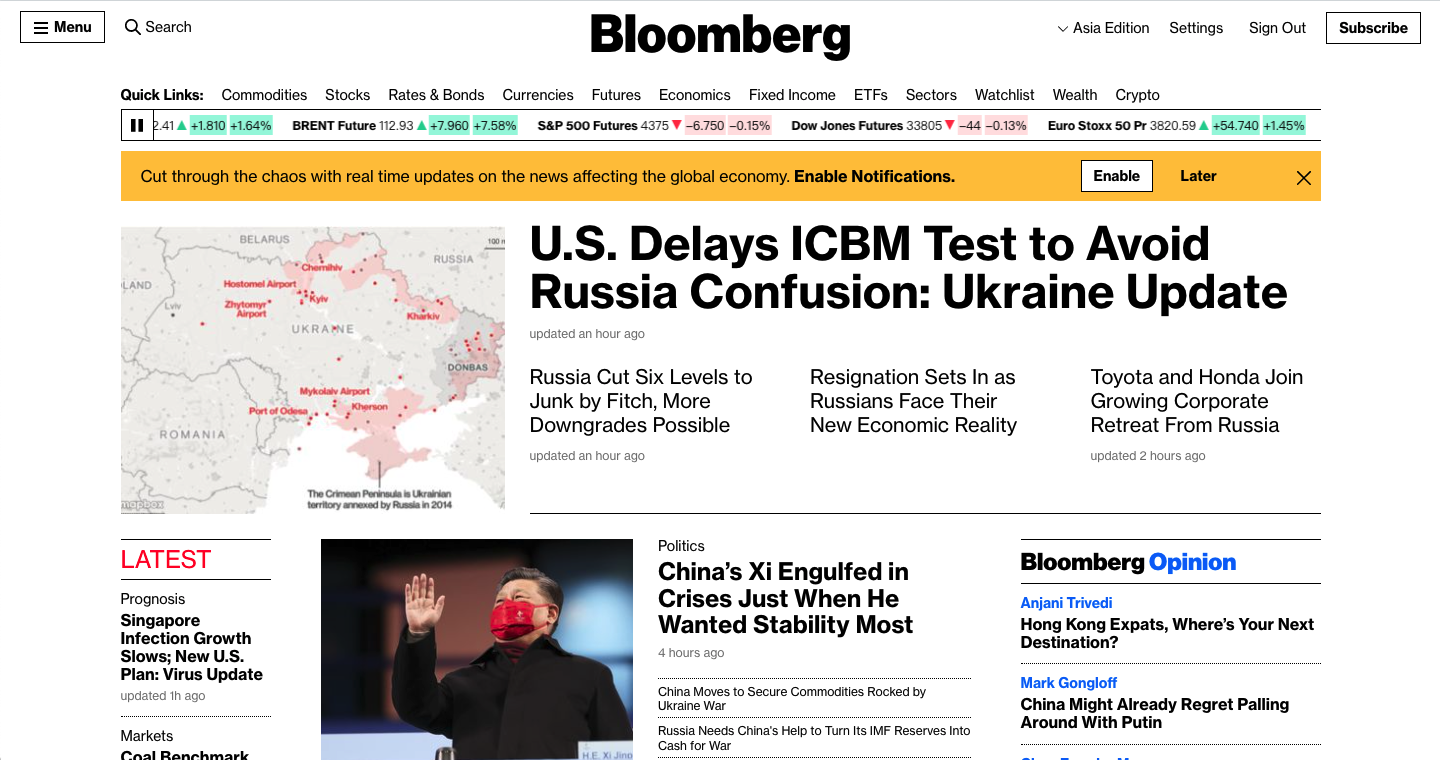 Menu
Search
Bloomberg
Asia Edition
Settings
Sign Out
Subscribe
Quick Links:
Commodities
Stocks
Rates & Bonds
Currencies
Futures
Economics
Fixed Income
ETFs
Sectors
Watchlist
Wealth
Crypto
2.41 ▲ +1.810 +1.64%
BRENT Future 112.93 ▲ +7.960 +7.58%
S&P 500 Futures 4375 ▼ −6.750 −0.15%
Dow Jones Futures 33805 ▼ −44 −0.13%
Euro Stoxx 50 Pr 3820.59 ▲ +54.740 +1.45%
Cut through the chaos with real time updates on the news affecting the global economy. Enable Notifications.
Enable
Later
BELARUS
100 m
RUSSIA
Chernihiv
LAND
Hostomel Airport
Lviv
Kyiv
Zhytomyr
Airport
Kharkiv
UKRAINE
DONBAS
Mykolaiv Airport
Kherson
Port of Odesa
ROMANIA
The Crimean Peninsula is Ukrainian
territory annexed by Russia in 2014
mapbox
U.S. Delays ICBM Test to Avoid
Russia Confusion: Ukraine Update
updated an hour ago
Russia Cut Six Levels to
Junk by Fitch, More
Downgrades Possible
updated an hour ago
Resignation Sets In as
Russians Face Their
New Economic Reality
Toyota and Honda Join
Growing Corporate
Retreat From Russia
updated 2 hours ago
LATEST
Prognosis
Singapore
Infection Growth
Slows; New U.S.
Plan: Virus Update
updated 1h ago
Markets
Coal Benchmark
H.E. Xi Jinp
Politics
China’s Xi Engulfed in
Crises Just When He
Wanted Stability Most
4 hours ago
China Moves to Secure Commodities Rocked by
Ukraine War
Russia Needs China's Help to Turn Its IMF Reserves Into
Cash for War
Bloomberg Opinion
Anjani Trivedi
Hong Kong Expats, Where’s Your Next
Destination?
Mark Gongloff
China Might Already Regret Palling
Around With Putin